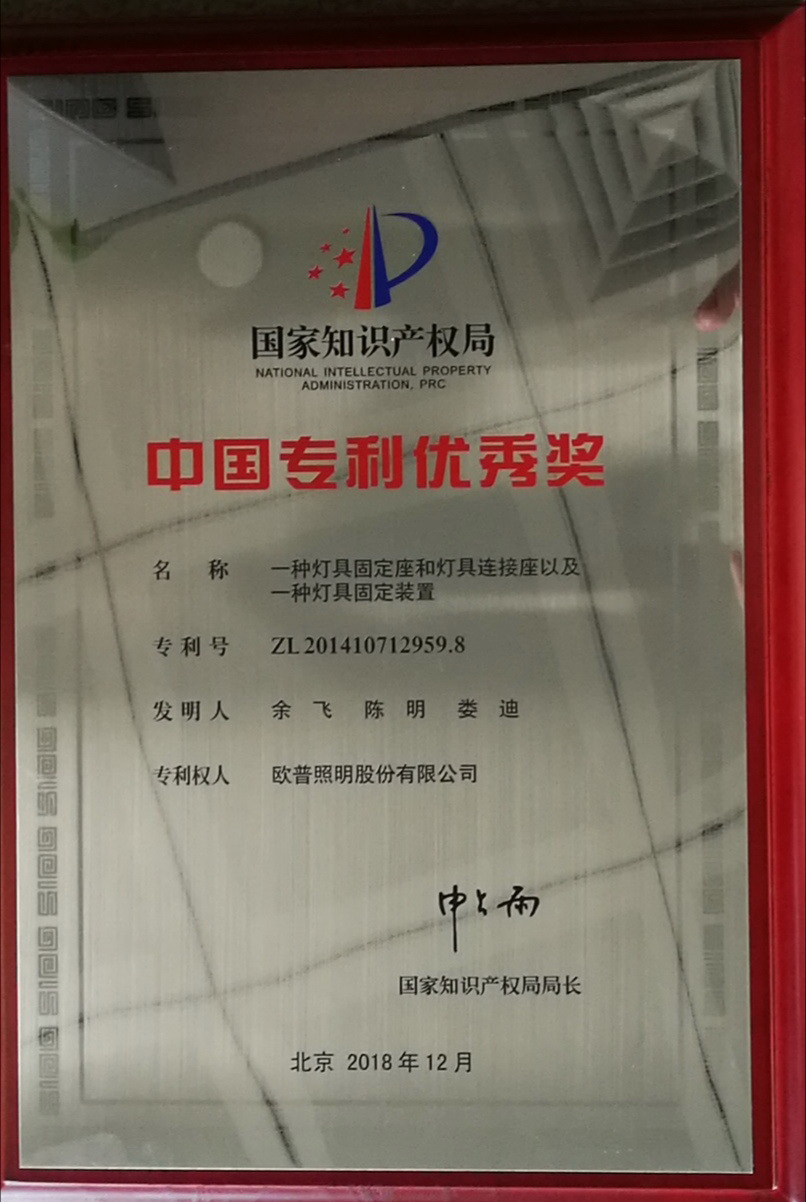 国家知识产权局
NATIONAL INTELLECTUAL PROPERTY
ADMINISTRATION, PRC
中国专利优秀奖
名 称 一种灯具固定座和灯具连接座以及
一种灯具固定装置
专利号 ZL 201410712959.8
发明人 余 飞 陈 明 娄 迪
专利权人 欧普照明股份有限公司
申长雨
国家知识产权局局长
北京 2018 年 12 月